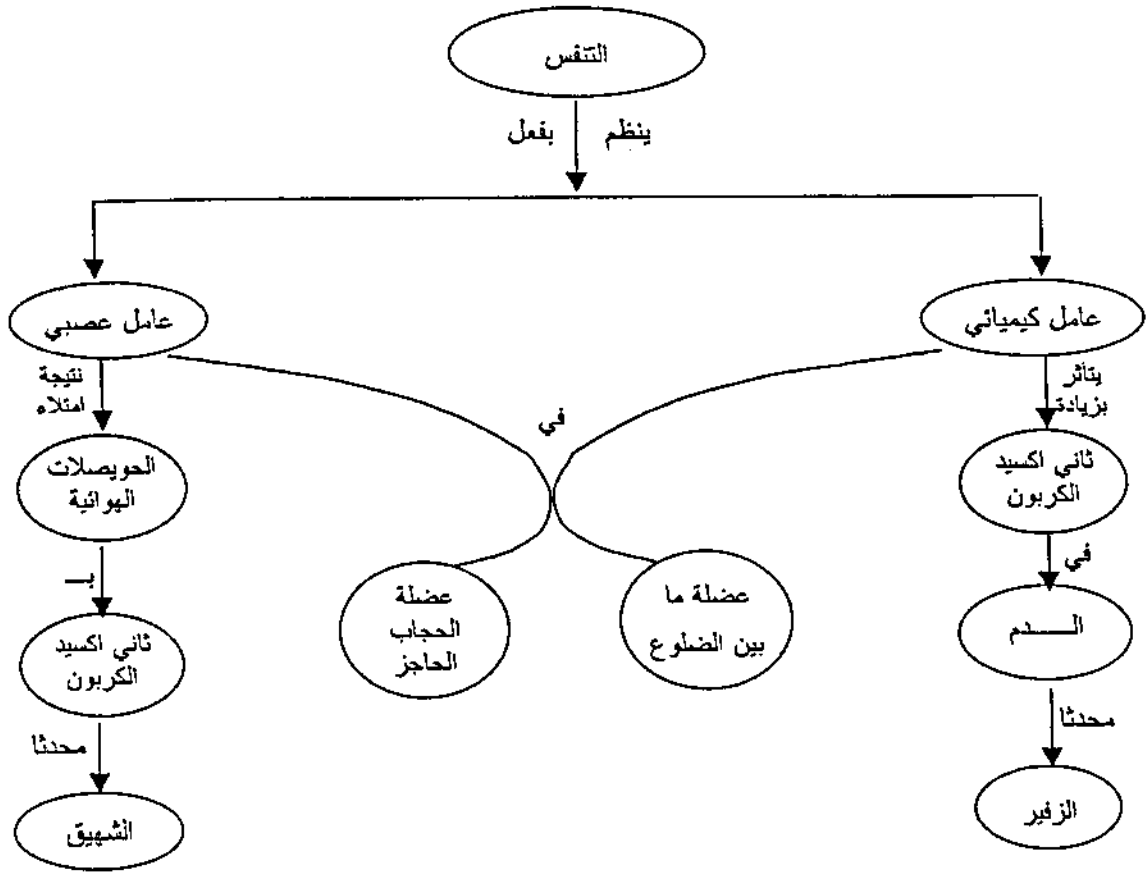 التنفس
ينظم بفعل
عامل كيميائي
عامل عصبي
يتأثر
بزيادة
نتيجة
امتلاء
في
ثاني اكسيد
الكربون
الحويصلات
الهوائية
في
بـــ
عضلة ما
بين الضلوع
عضلة
الحجاب
الحاجز
الـــــدم
ثاني اكسيد
الكربون
محدثا
محدثا
الزفير
الشهيق